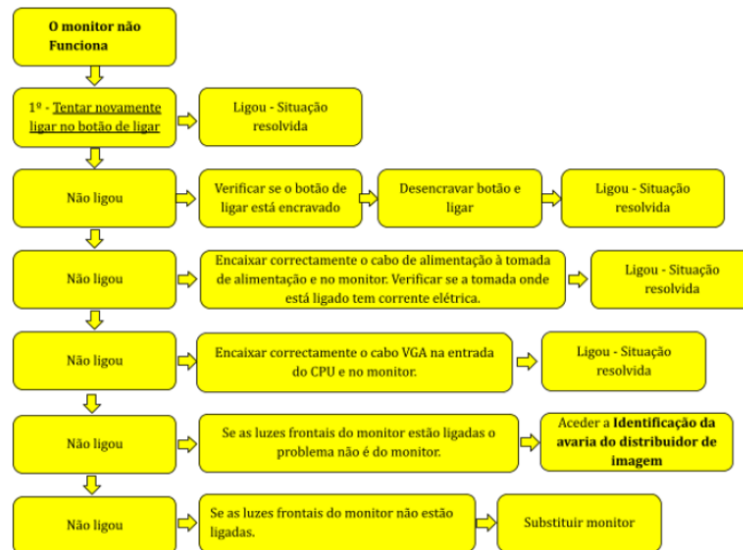 O monitor não
Funciona
1º - Tentar novamente
ligar no botão de ligar
Ligou - Situação
resolvida
Não ligou
Verificar se o botão de
ligar está encravado
Desencravar botão e
ligar
Ligou - Situação
resolvida
Não ligou
Encaixar correctamente o cabo de alimentação à tomada
de alimentação e no monitor. Verificar se a tomada onde
está ligado tem corrente elétrica.
Ligou - Situação
resolvida
Não ligou
Encaixar correctamente o cabo VGA na entrada
do CPU e no monitor.
Ligou - Situação
resolvida
Não ligou
Se as luzes frontais do monitor estão ligadas o
problema não é do monitor.
Aceder a Identificação da
avaria do distribuidor de
imagem
Não ligou
Se as luzes frontais do monitor não estão
ligadas.
Substituir monitor